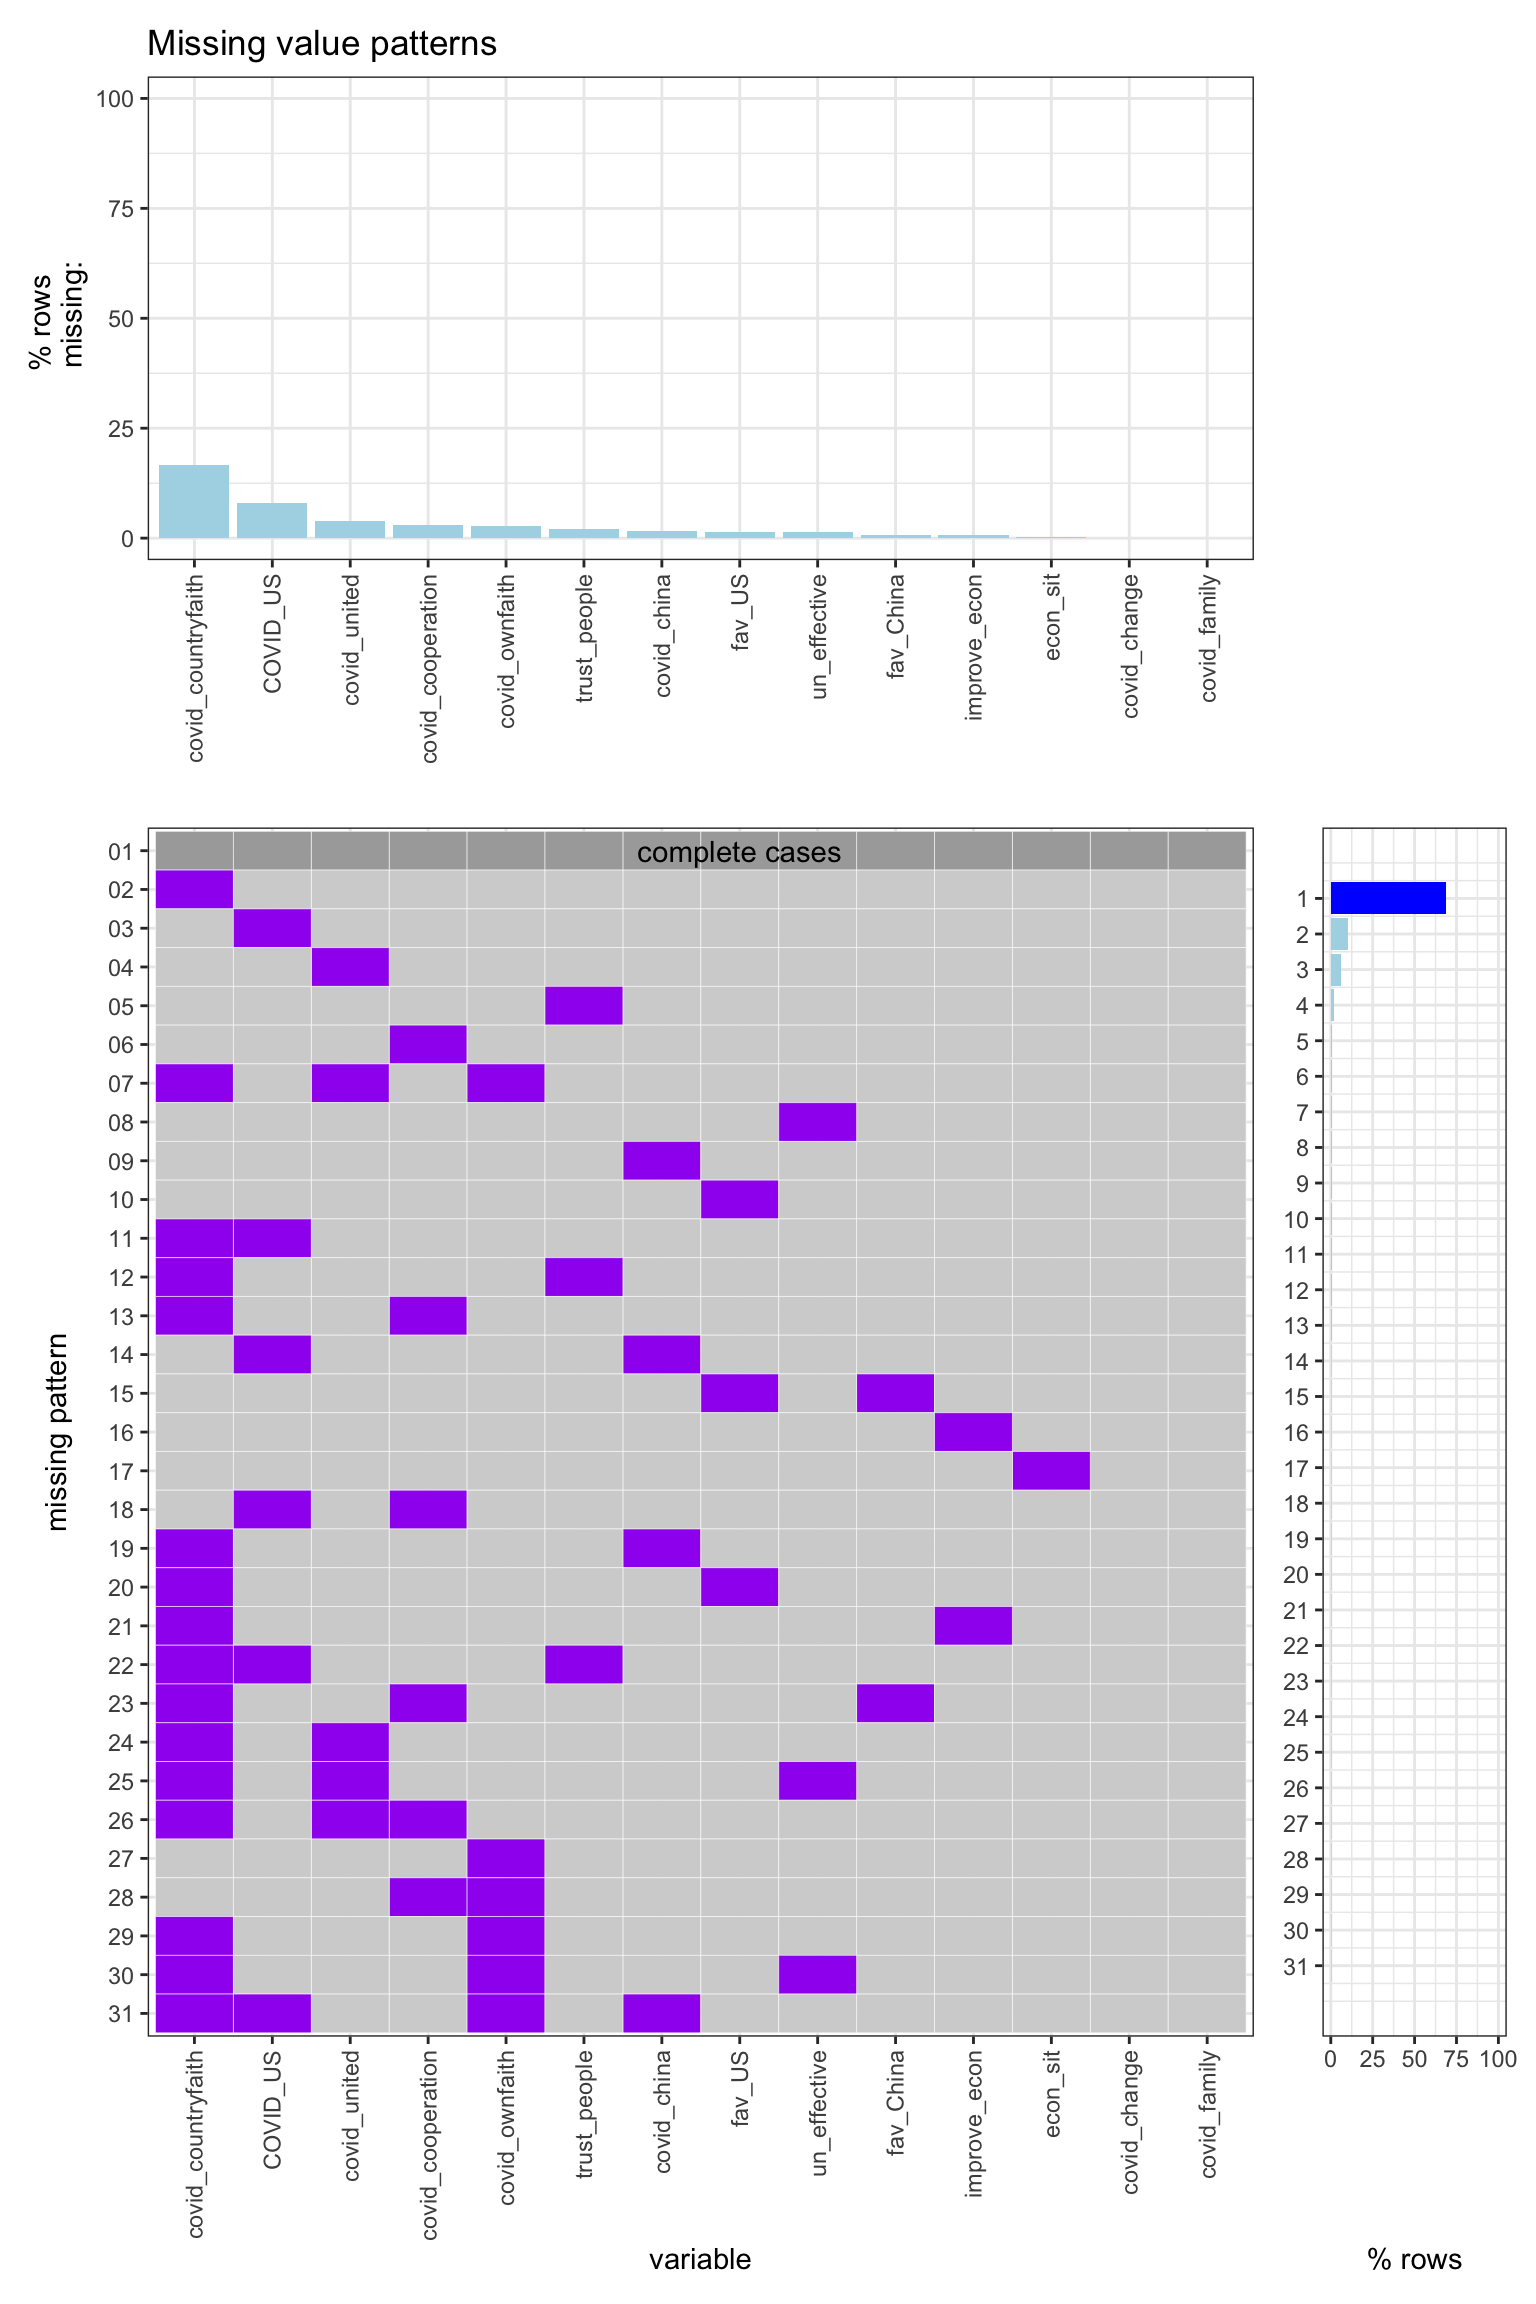 Missing value patterns
% rows
missing:
100
75
50
25
0
covid_countryfaith
COVID_US
covid_united
covid_cooperation
covid_ownfaith
trust_people
covid_china
fav_US
un_effective
fav_China
improve_econ
econ_sit
covid_change
covid_family
missing pattern
01
complete cases
02
03
04
05
06
07
08
09
10
11
12
13
14
15
16
17
18
19
20
21
22
23
24
25
26
27
28
29
30
31
covid_countryfaith
COVID_US
covid_united
covid_cooperation
covid_ownfaith
trust_people
covid_china
fav_US
un_effective
fav_China
improve_econ
econ_sit
covid_change
covid_family
variable
1
2
3
4
5
6
7
8
9
10
11
12
13
14
15
16
17
18
19
20
21
22
23
24
25
26
27
28
29
30
31
0 25 50 75 100
% rows